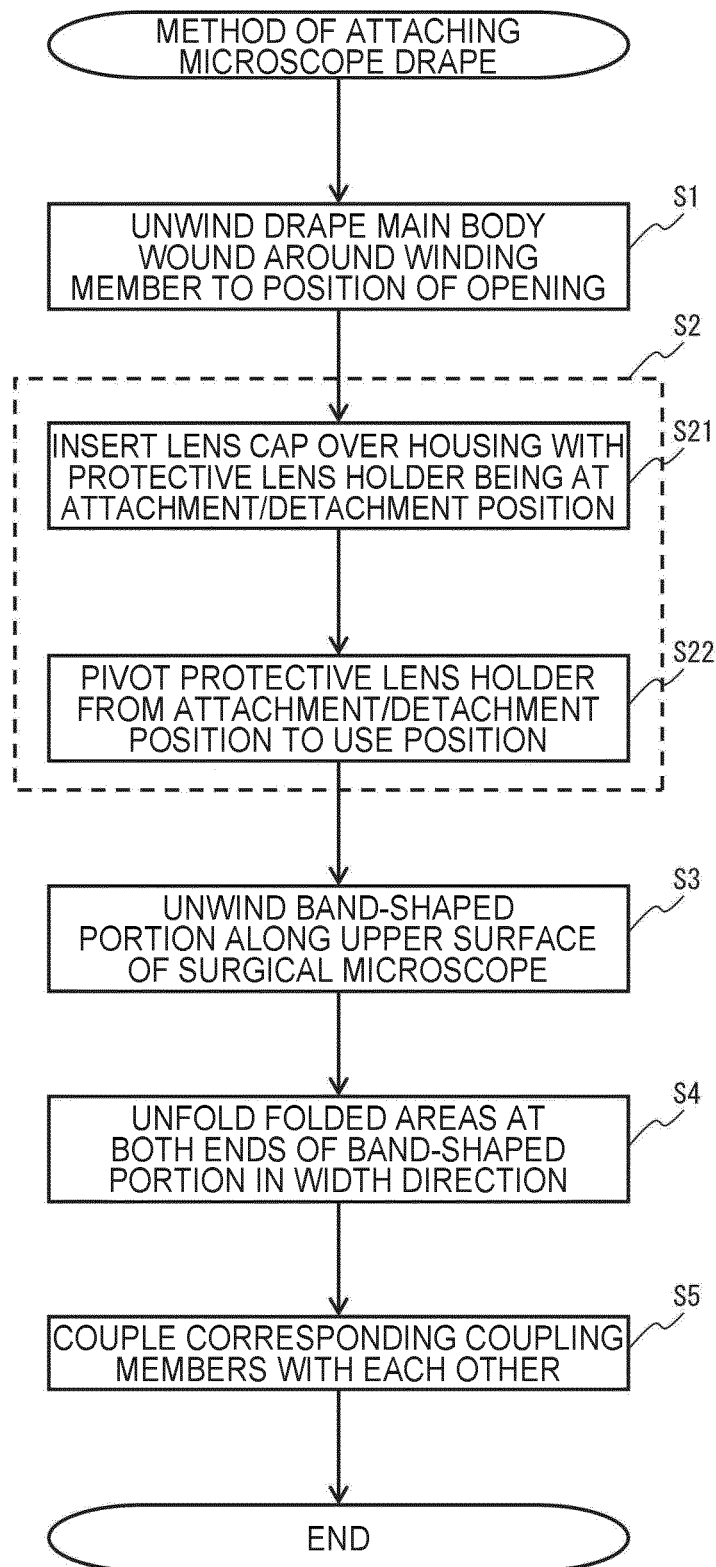 METHOD OF ATTACHING
MICROSCOPE DRAPE
S1
UNWIND DRAPE MAIN BODY
WOUND AROUND WINDING
MEMBER TO POSITION OF OPENING
S2
S21
INSERT LENS CAP OVER HOUSING WITH
PROTECTIVE LENS HOLDER BEING AT
ATTACHMENT/DETACHMENT POSITION
S22
PIVOT PROTECTIVE LENS HOLDER
FROM ATTACHMENT/DETACHMENT
POSITION TO USE POSITION
S3
UNWIND BAND-SHAPED
PORTION ALONG UPPER SURFACE
OF SURGICAL MICROSCOPE
S4
UNFOLD FOLDED AREAS AT
BOTH ENDS OF BAND-SHAPED
PORTION IN WIDTH DIRECTION
S5
COUPLE CORRESPONDING COUPLING
MEMBERS WITH EACH OTHER
END